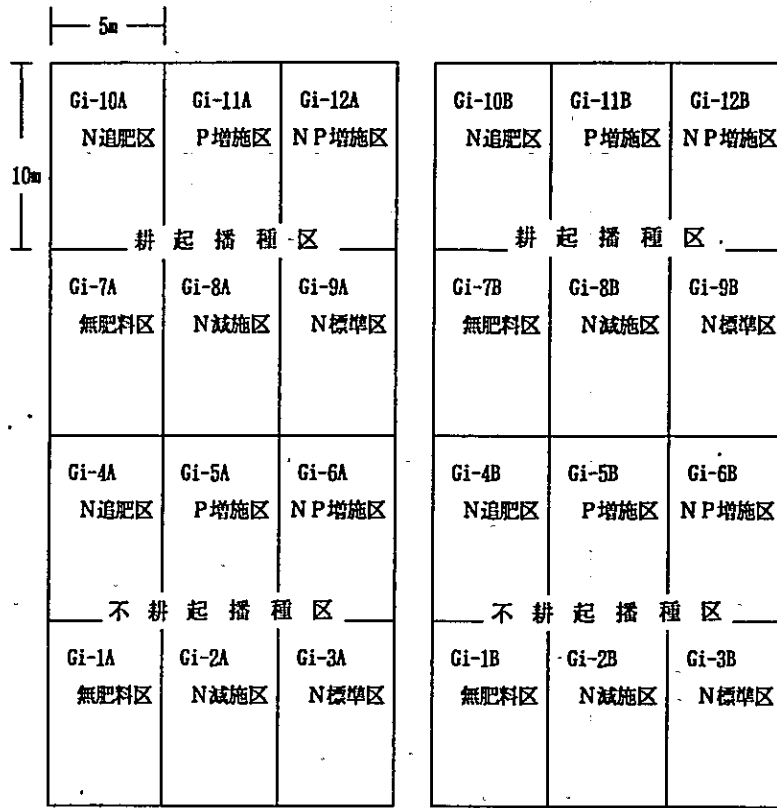 5m
10m
Gi-10A Gi-11A Gi-12A Gi-10B Gi-11B Gi-12B
N追肥区 P増施区 NP増施区 N追肥区 P増施区 NP増施区
耕起播種区 耕起播種区
Gi-7A Gi-8A Gi-9A Gi-7B Gi-8B Gi-9B
無肥料区 N減施区 N標準区 無肥料区 N減施区 N標準区
Gi-4A Gi-5A Gi-6A Gi-4B Gi-5B Gi-6B
N追肥区 P増施区 NP増施区 N追肥区 P増施区 NP増施区
不耕起播種区 不耕起播種区
Gi-1A Gi-2A Gi-3A Gi-1B Gi-2B Gi-3B
無肥料区 N減施区 N標準区 無肥料区 N減施区 N標準区